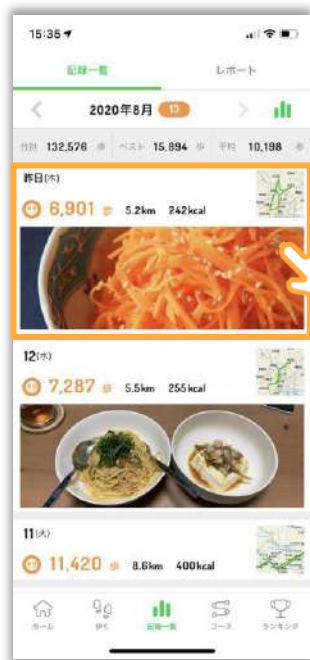 15:35
記録一覧 レポート
2020年8月 13
合計 132,576 歩 ベスト 15,894 歩 平均 10,198 歩
昨日(木)
6,901 歩 5.2km 242kcal
12(水)
7,287 歩 5.5km 255kcal
11(火)
11,420 歩 8.6km 400kcal
ホーム 歩く 記録一覧 コース ランキング